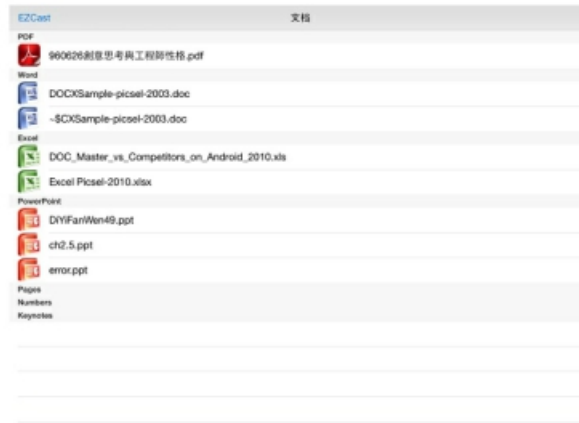 EZCast 文档
PDF
960626創意思考與工程師性格.pdf
Word
DOCXSample-picsel-2003.doc
~$CXSample-picsel-2003.doc
Excel
DOC_Master_vs_Competitors_on_Android_2010.xls
Excel Picsel-2010.xlsx
PowerPoint
DIYiFanWen49.ppt
ch2.5.ppt
error.ppt
Pages
Numbers
Keynotes